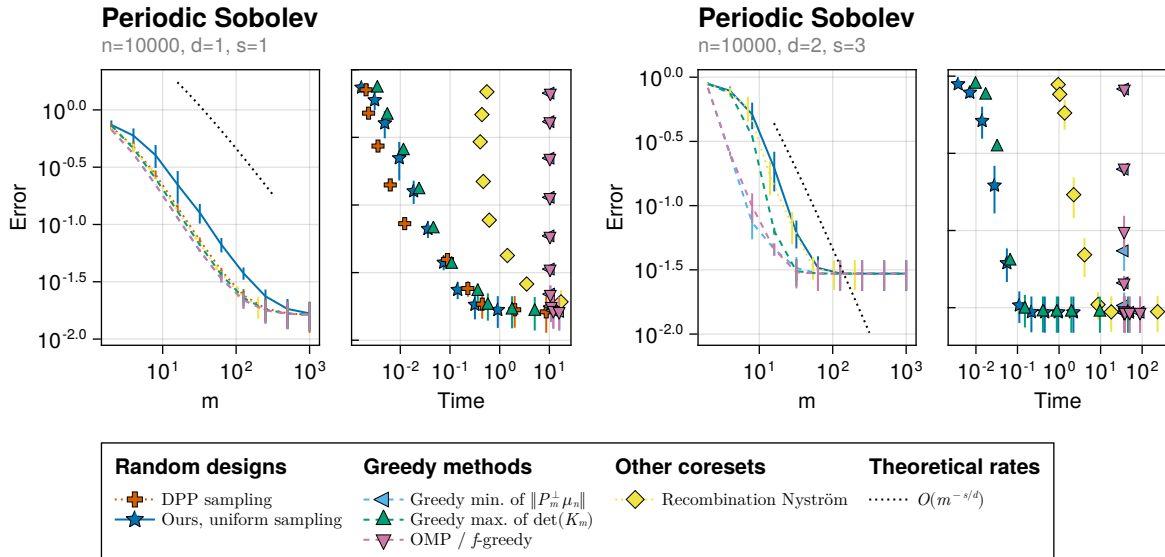 Periodic Sobolev
n=10000, d=1, s=1
10^0.0
10^-0.5
10^-1.0
10^-1.5
10^-2.0
Error
10^1
10^2
10^3
m
10^-2
10^-1
10^0
10^1
Time
Periodic Sobolev
n=10000, d=2, s=3
10^0.0
10^-0.5
10^-1.0
10^-1.5
10^-2.0
Error
10^1
10^2
10^3
m
10^-2
10^-1
10^0
10^1
10^2
Time
Random designs
DPP sampling
Ours, uniform sampling
Greedy methods
Greedy min. of ‖P_m^⊥ μ_n‖
Greedy max. of det(K_m)
OMP / f-greedy
Other coresets
Recombination Nyström
Theoretical rates
O(m^{-s/d})